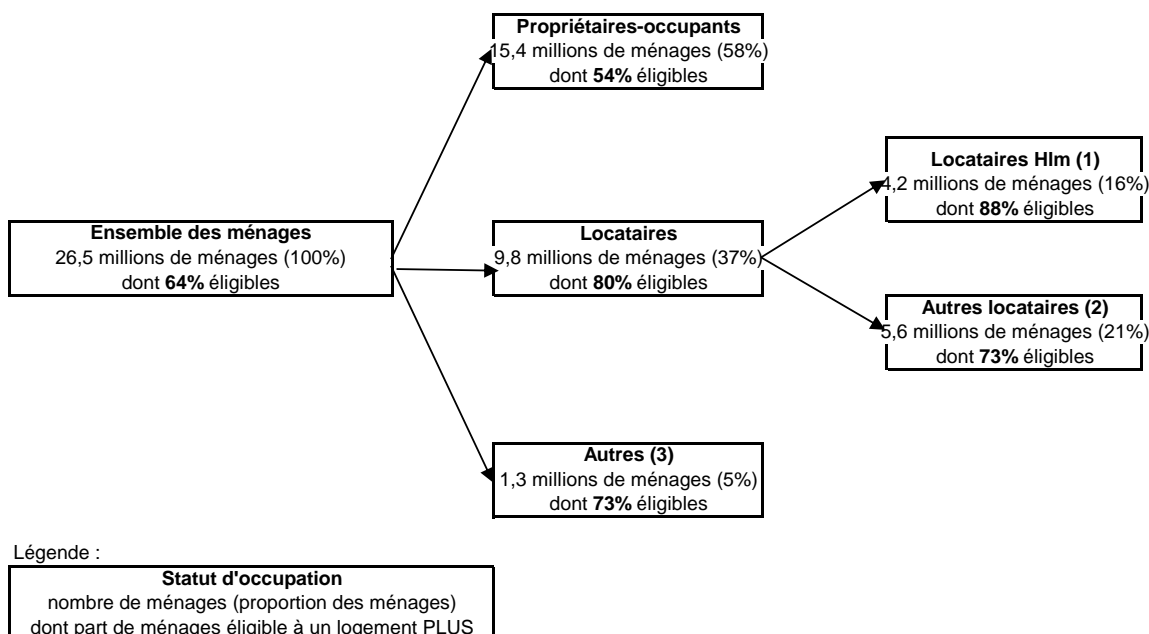 Propriétaires-occupants
15,4 millions de ménages (58%)
dont 54% éligibles
Locataires Hlm (1)
4,2 millions de ménages (16%)
dont 88% éligibles
Ensemble des ménages
26,5 millions de ménages (100%)
dont 64% éligibles
Locataires
9,8 millions de ménages (37%)
dont 80% éligibles
Autres locataires (2)
5,6 millions de ménages (21%)
dont 73% éligibles
Autres (3)
1,3 millions de ménages (5%)
dont 73% éligibles
Légende :
Statut d'occupation
nombre de ménages (proportion des ménages)
dont part de ménages éligible à un logement PLUS